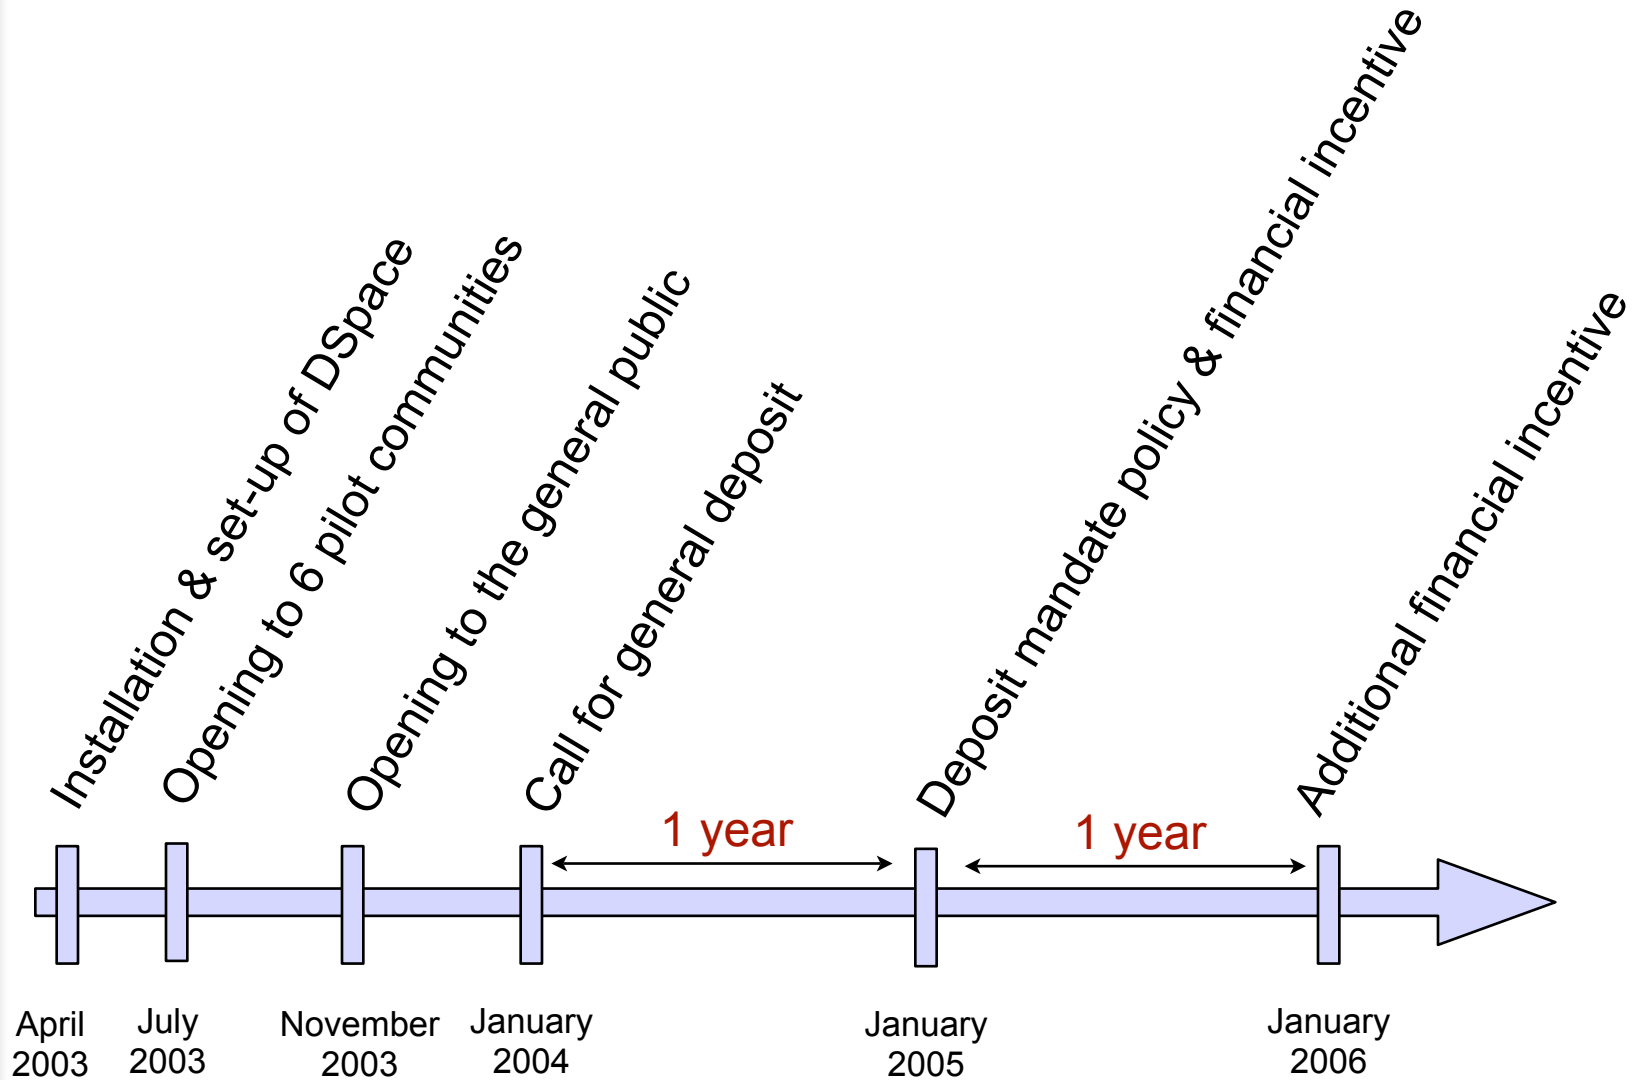 Installation & set-up of DSpace
Opening to 6 pilot communities
Opening to the general public
Call for general deposit
Deposit mandate policy & financial incentive
Additional financial incentive
1 year
1 year
April
2003
July
2003
November
2003
January
2004
January
2005
January
2006